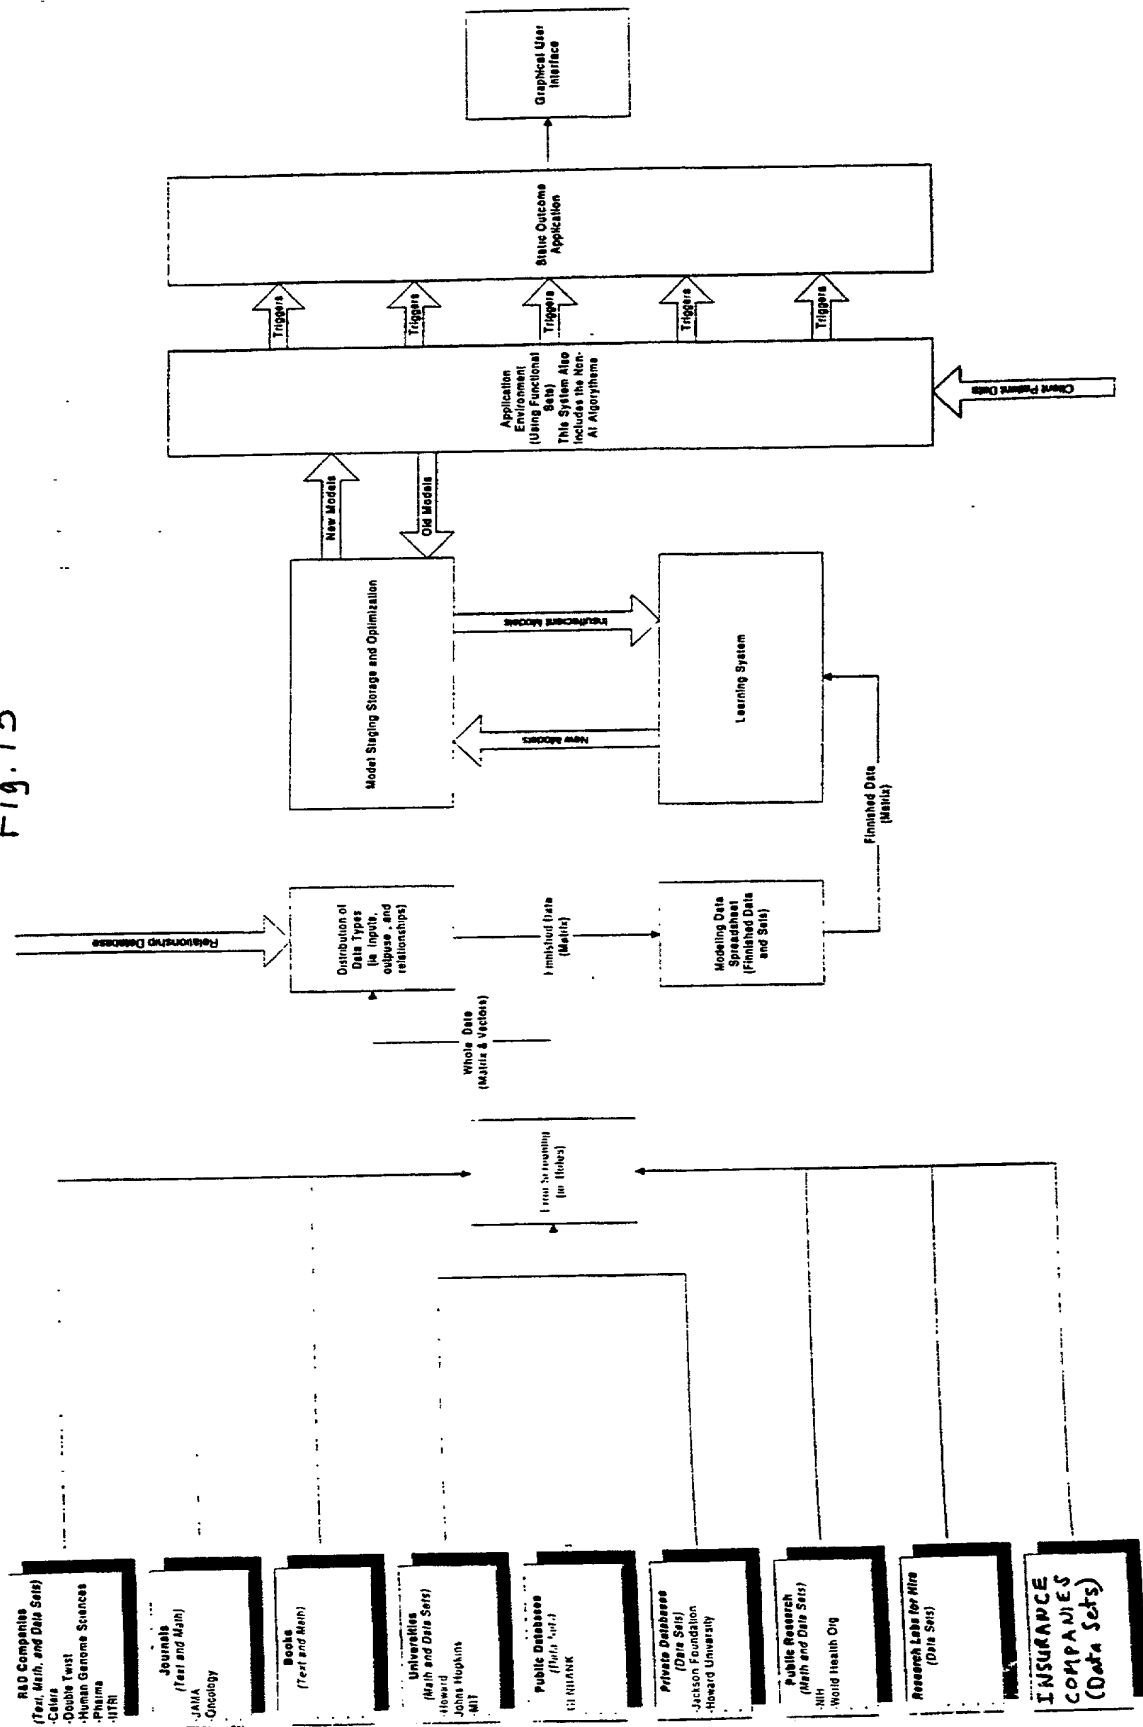 Fig. 13
R&D Companies
(Text, Math, and Data Sets)
-Celera
-Double Twist
-Human Genome Sciences
-Pharma
Journals
(Text and Math)
-JAMA
-Oncology
Books
(Text and Math)
Universities
(Math and Data Sets)
-Howard
Johns Hopkins
-MIT
Public Databases
Private Databases
(Data Sets)
-Jackson Foundation
-Howard University
Public Research
(Math and Data Sets)
-NIH
-World Health Org
Research Labs for Hire
(Data Sets)
INSURANCE
COMPANIES
(Data Sets)
Whole Data
(Matrix & Vectors)
Relationship Database
Distribution of
Data Types
(ie inputs,
outpuse , and
relationships)
Finnished Data
(Matrix)
Modeling Data
Spreadsheet
(Finnished Data
and Sets)
Finnished Data
(Matrix)
Model Staging Storage and Optimization
New Models
Insuffecient Models
Learning System
New Models
Old Models
Application
Environment
(Using Functional
Sets)
This System Also
Includes the Non-
AI Algorythems
Client Patient Data
Triggers
Triggers
Triggers
Triggers
Triggers
Static Outcome
Application
Graphical User
Interface